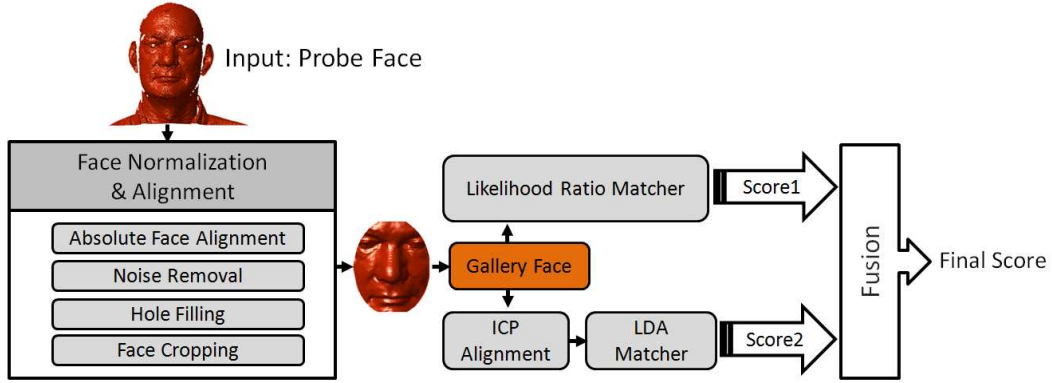 Input: Probe Face
Face Normalization
& Alignment
Absolute Face Alignment
Noise Removal
Hole Filling
Face Cropping
Likelihood Ratio Matcher
Score1
Gallery Face
ICP
Alignment
LDA
Matcher
Score2
Fusion
Final Score